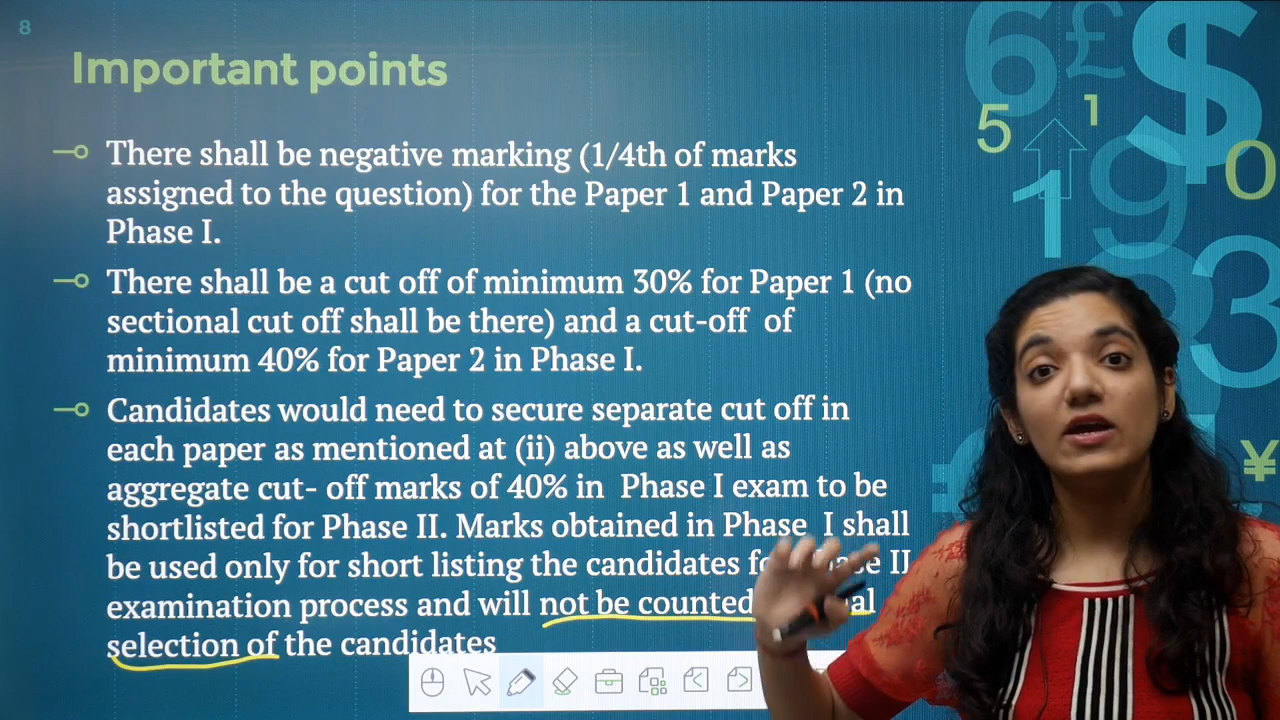 8
Important points
There shall be negative marking (1/4th of marks
assigned to the question) for the Paper 1 and Paper 2 in
Phase I.
There shall be a cut off of minimum 30% for Paper 1 (no
sectional cut off shall be there) and a cut-off of
minimum 40% for Paper 2 in Phase I.
Candidates would need to secure separate cut off in
each paper as mentioned at (ii) above as well as
aggregate cut- off marks of 40% in Phase I exam to be
shortlisted for Phase II. Marks obtained in Phase I shall
be used only for short listing the candidates II
examination process and will not be counted
selection of the candidates
6 £ $
5 1
1 9 0
3
¥